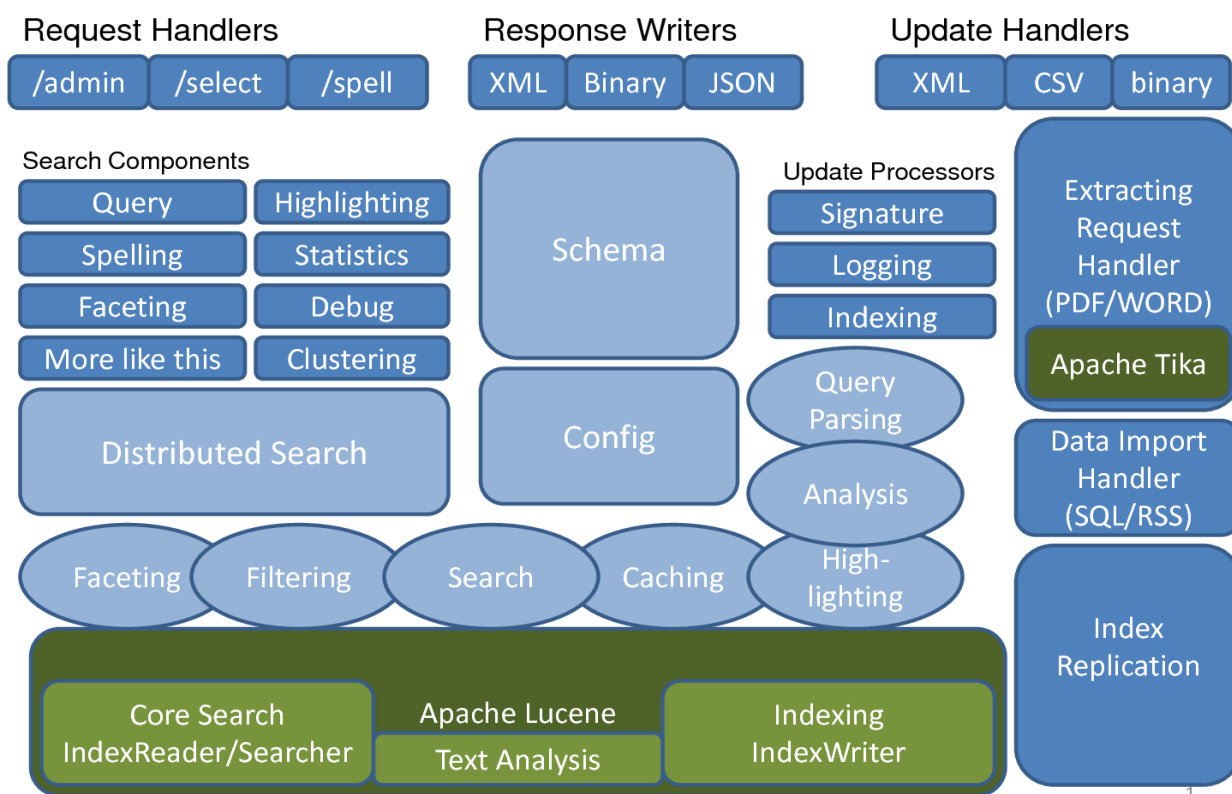 Request Handlers
/admin
/select
/spell
Response Writers
XML
Binary
JSON
Update Handlers
XML
CSV
binary
Search Components
Query
Highlighting
Spelling
Statistics
Faceting
Debug
More like this
Clustering
Distributed Search
Schema
Config
Update Processors
Signature
Logging
Indexing
Query
Parsing
Analysis
High-
lighting
Faceting
Filtering
Search
Caching
Extracting
Request
Handler
(PDF/WORD)
Apache Tika
Data Import
Handler
(SQL/RSS)
Index
Replication
Core Search
IndexReader/Searcher
Apache Lucene
Text Analysis
Indexing
IndexWriter
1